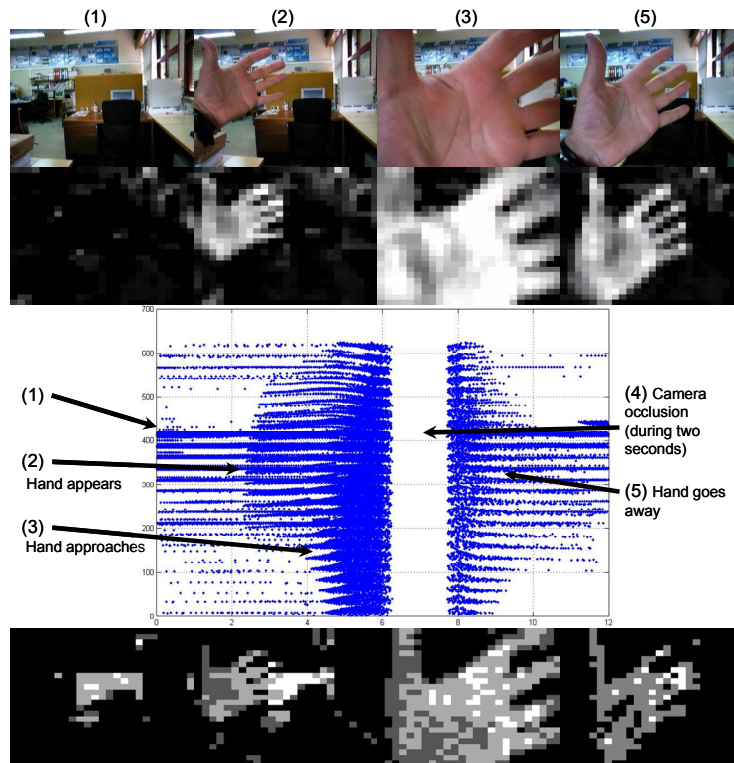 (1)
(2)
(3)
(5)
700
600
500
400
300
200
100
0
0
2
4
6
8
10
12
(1)
(2)
Hand appears
(3)
Hand approaches
(4) Camera
occlusion
(during two
seconds)
(5) Hand goes
away